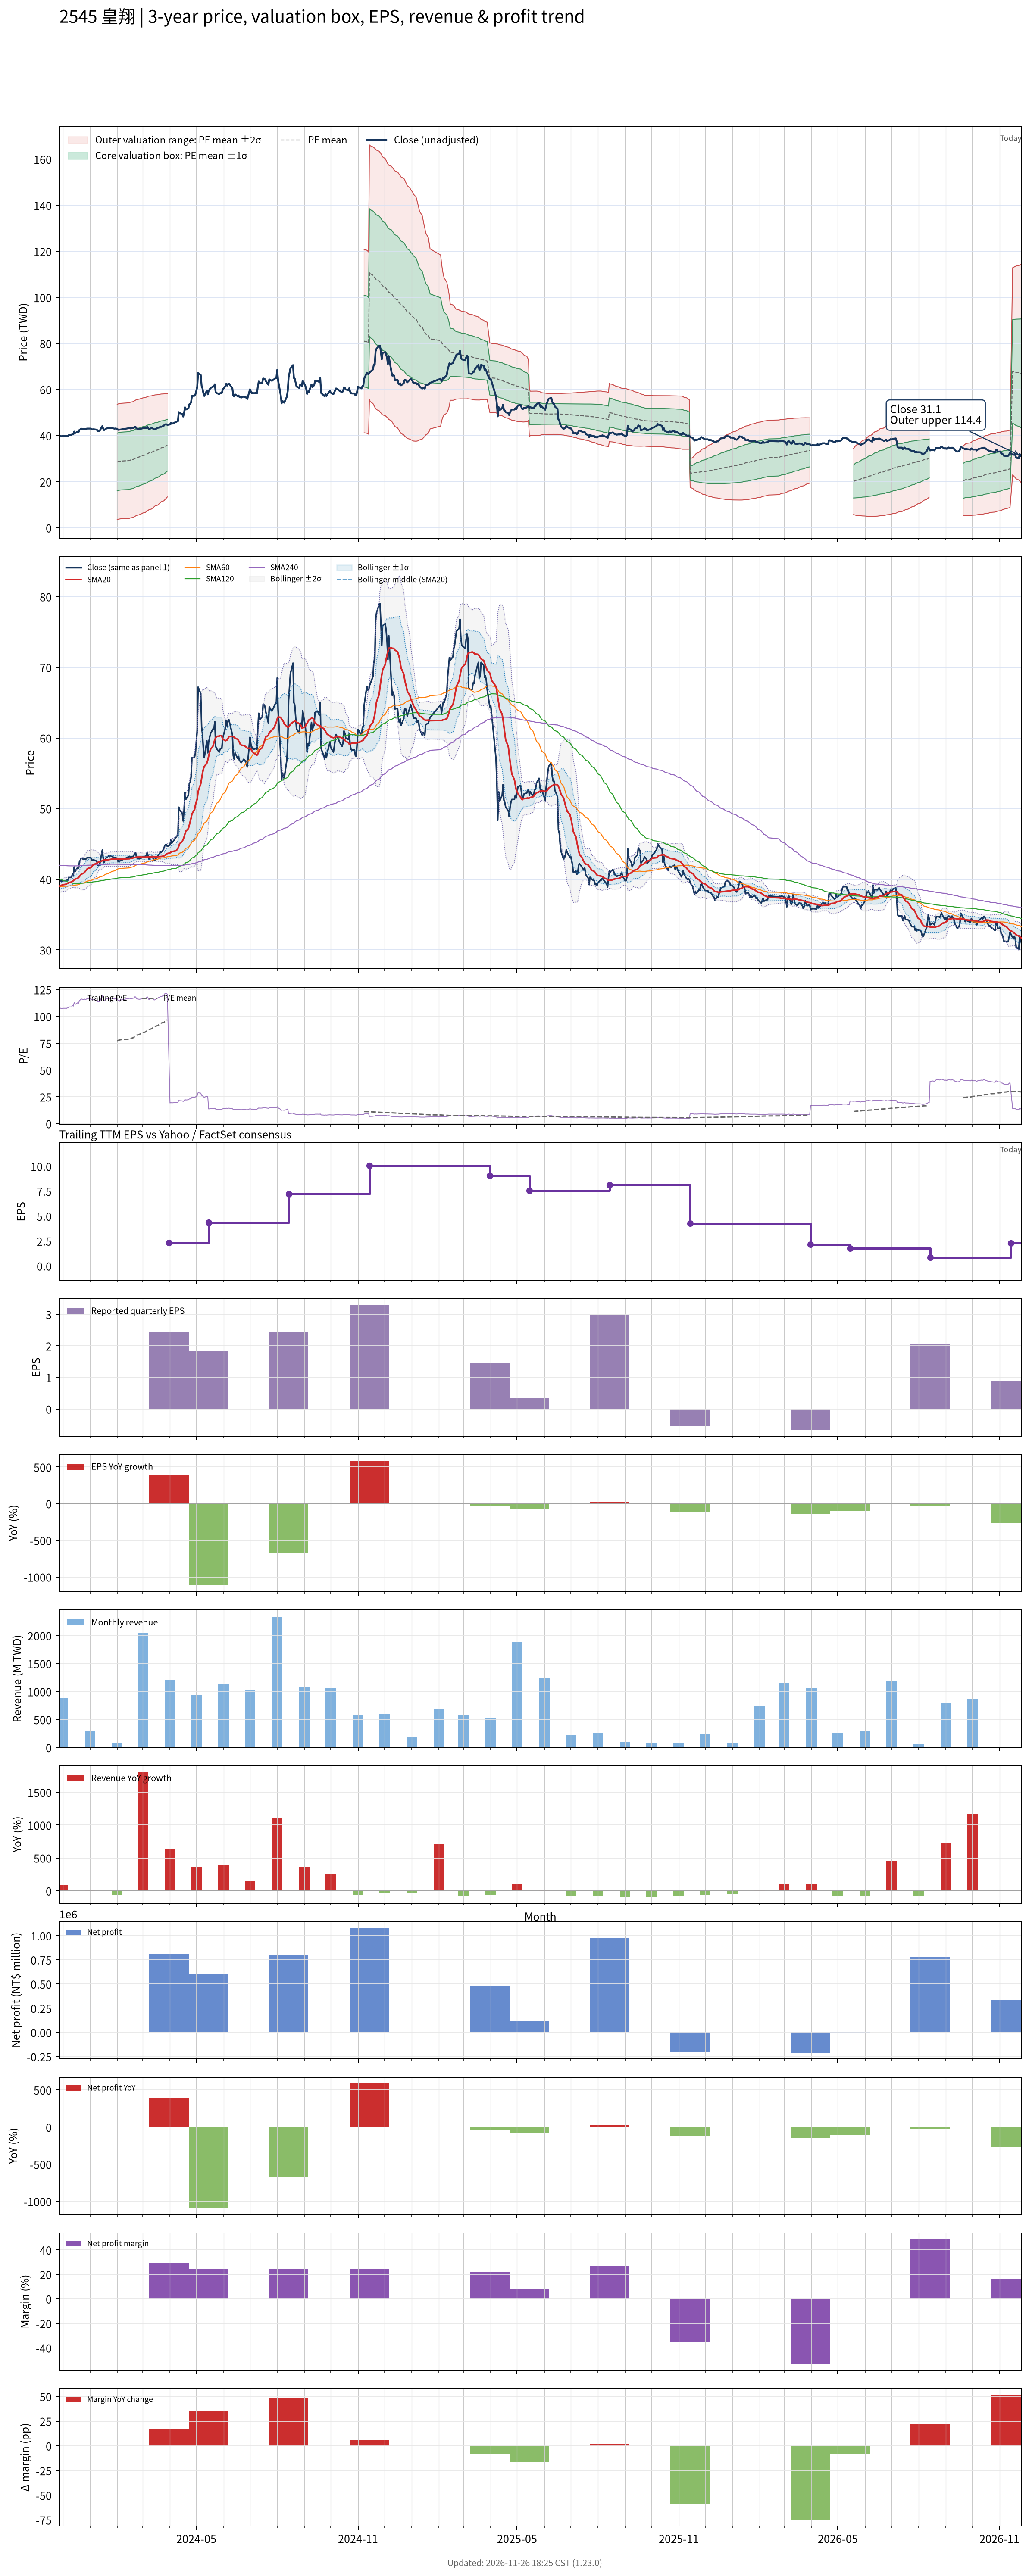 2545 皇翔 | 3-year price, valuation box, EPS, revenue & profit trend
Outer valuation range: PE mean ±2σ
Core valuation box: PE mean ±1σ
PE mean
Close (unadjusted)
Today
160
140
120
100
80
60
40
20
0
Price (TWD)
Close 31.1
Outer upper 114.4
Close (same as panel 1)
SMA20
SMA60
SMA120
SMA240
Bollinger ±2σ
Bollinger ±1σ
Bollinger middle (SMA20)
80
70
60
50
40
30
Price
Trailing P/E
P/E mean
125
100
75
50
25
0
P/E
Trailing TTM EPS vs Yahoo / FactSet consensus
Today
10.0
7.5
5.0
2.5
0.0
EPS
Reported quarterly EPS
3
2
1
0
EPS
EPS YoY growth
500
0
-500
-1000
YoY (%)
Monthly revenue
2000
1500
1000
500
0
Revenue (M TWD)
Revenue YoY growth
1500
1000
500
0
YoY (%)
Month
1e6
Net profit
1.00
0.75
0.50
0.25
0.00
-0.25
Net profit (NT$ million)
Net profit YoY
500
0
-500
-1000
YoY (%)
Net profit margin
40
20
0
-20
-40
Margin (%)
Margin YoY change
50
25
0
-25
-50
-75
Δ margin (pp)
2024-05
2024-11
2025-05
2025-11
2026-05
2026-11
Updated: 2026-11-26 18:25 CST (1.23.0)